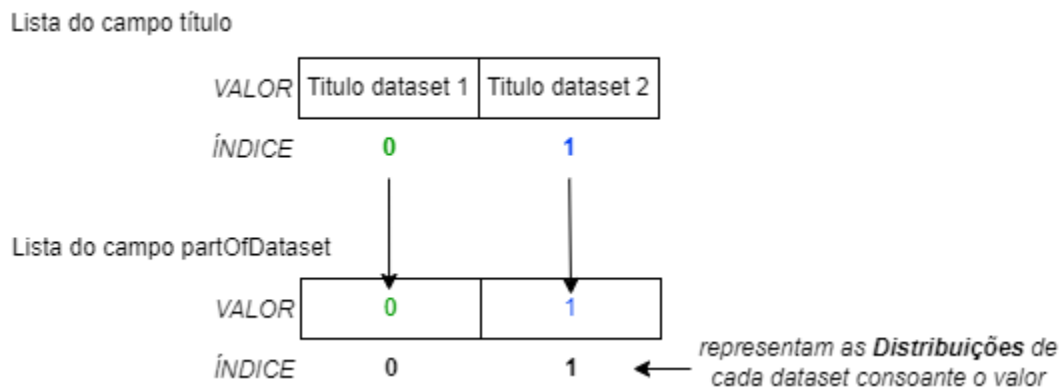 Lista do campo título
VALOR Titulo dataset 1 Titulo dataset 2
ÍNDICE 0 1
Lista do campo partOfDataset
VALOR 0 1
ÍNDICE 0 1
representam as Distribuições de
cada dataset consoante o valor